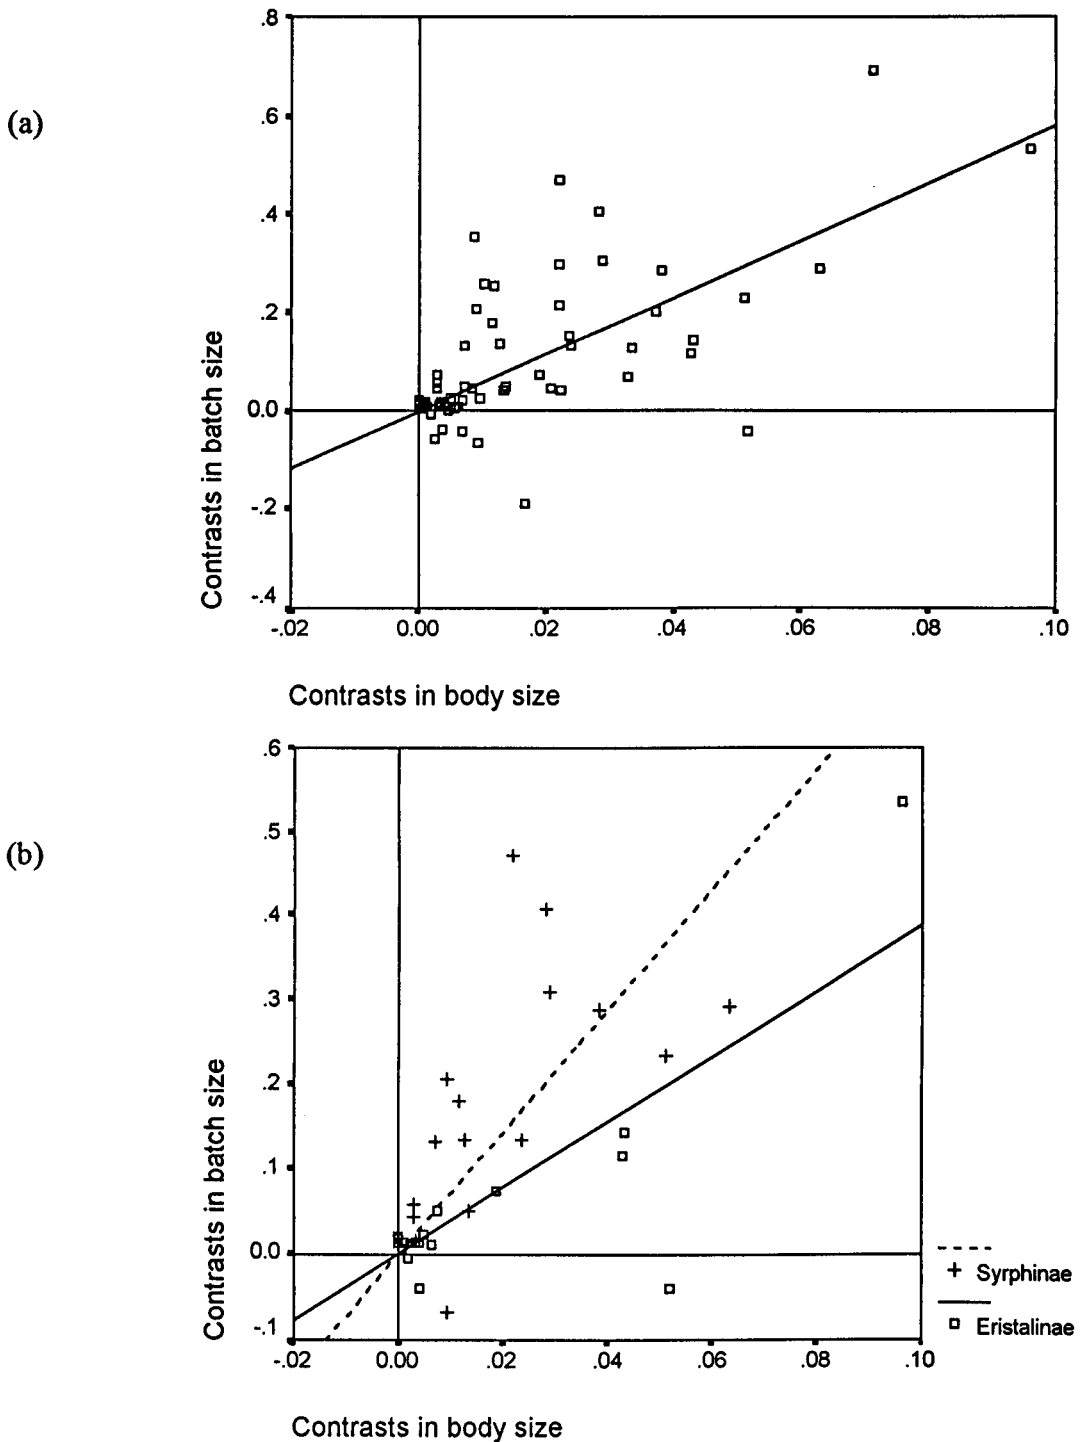 (a)
Contrasts in batch size
.8
.6
.4
.2
0.0
-.2
-.4
-.02 0.00 .02 .04 .06 .08 .10
Contrasts in body size
(b)
Contrasts in batch size
.6
.5
.4
.3
.2
.1
0.0
-.1
-.02 0.00 .02 .04 .06 .08 .10
Contrasts in body size
Syrphinae
Eristalinae